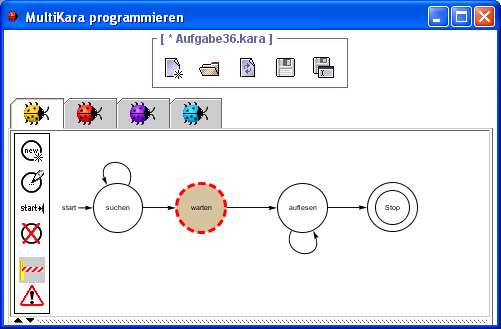 MultiKara programmieren
[ * Aufgabe36.kara ]
new
start
start
suchen
warten
auflesen
Stop